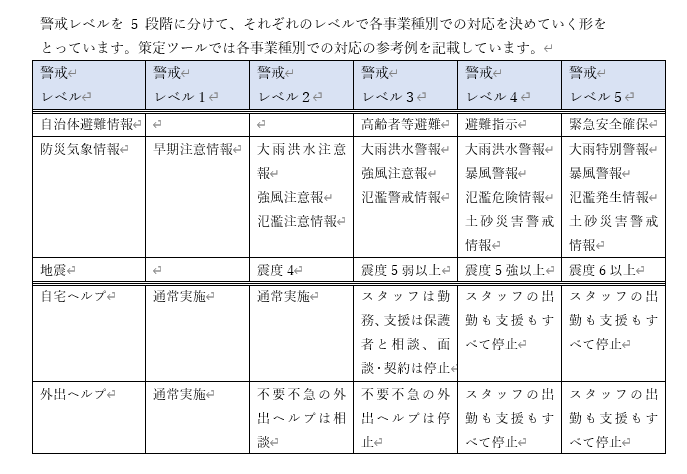 警戒レベルを 5 段階に分けて、それぞれのレベルで各事業種別での対応を決めていく形を
とっています。策定ツールでは各事業種別での対応の参考例を記載しています。
警戒
レベル
警戒
レベル 1
警戒
レベル 2
警戒
レベル 3
警戒
レベル 4
警戒
レベル 5
自治体避難情報
高齢者等避難
避難指示
緊急安全確保
防災気象情報
早期注意情報
大雨洪水注意
報
強風注意報
氾濫注意情報
大雨洪水警報
強風注意報
氾濫警戒情報
大雨洪水警報
暴風警報
氾濫危険情報
土砂災害警戒
情報
大雨特別警報
暴風警報
氾濫発生情報
土砂災害警戒
情報
地震
震度 4
震度 5 弱以上
震度 5 強以上
震度 6 以上
自宅ヘルプ
通常実施
通常実施
スタッフは勤
務、支援は保護
者と相談、面
談・契約は停止
スタッフの出
勤も支援もす
べて停止
スタッフの出
勤も支援もす
べて停止
外出ヘルプ
通常実施
不要不急の外
出ヘルプは相
談
不要不急の外
出ヘルプは停
止
スタッフの出
勤も支援もす
べて停止
スタッフの出
勤も支援もす
べて停止